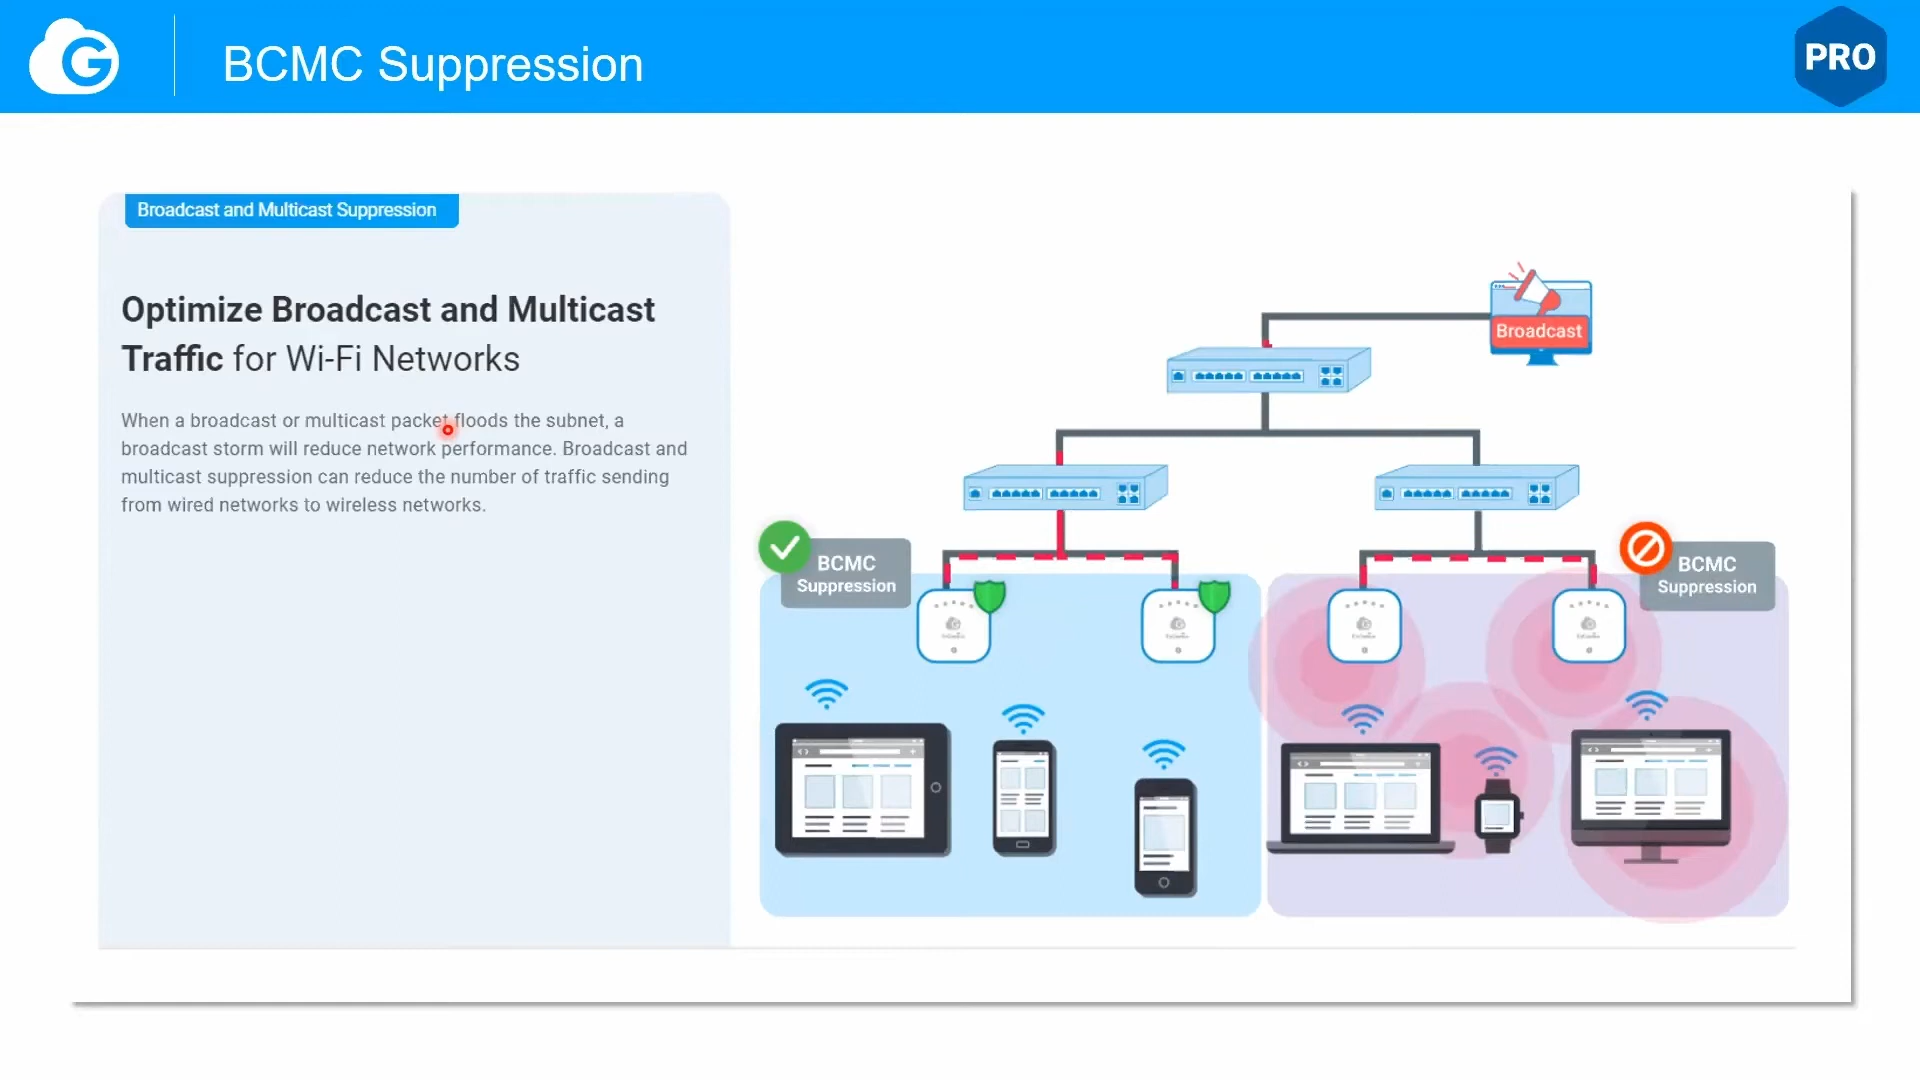 BCMC Suppression
PRO
Broadcast and Multicast Suppression
Optimize Broadcast and Multicast
Traffic for Wi-Fi Networks
When a broadcast or multicast packet floods the subnet, a
broadcast storm will reduce network performance. Broadcast and
multicast suppression can reduce the number of traffic sending
from wired networks to wireless networks.
Broadcast
BCMC
Suppression
BCMC
Suppression